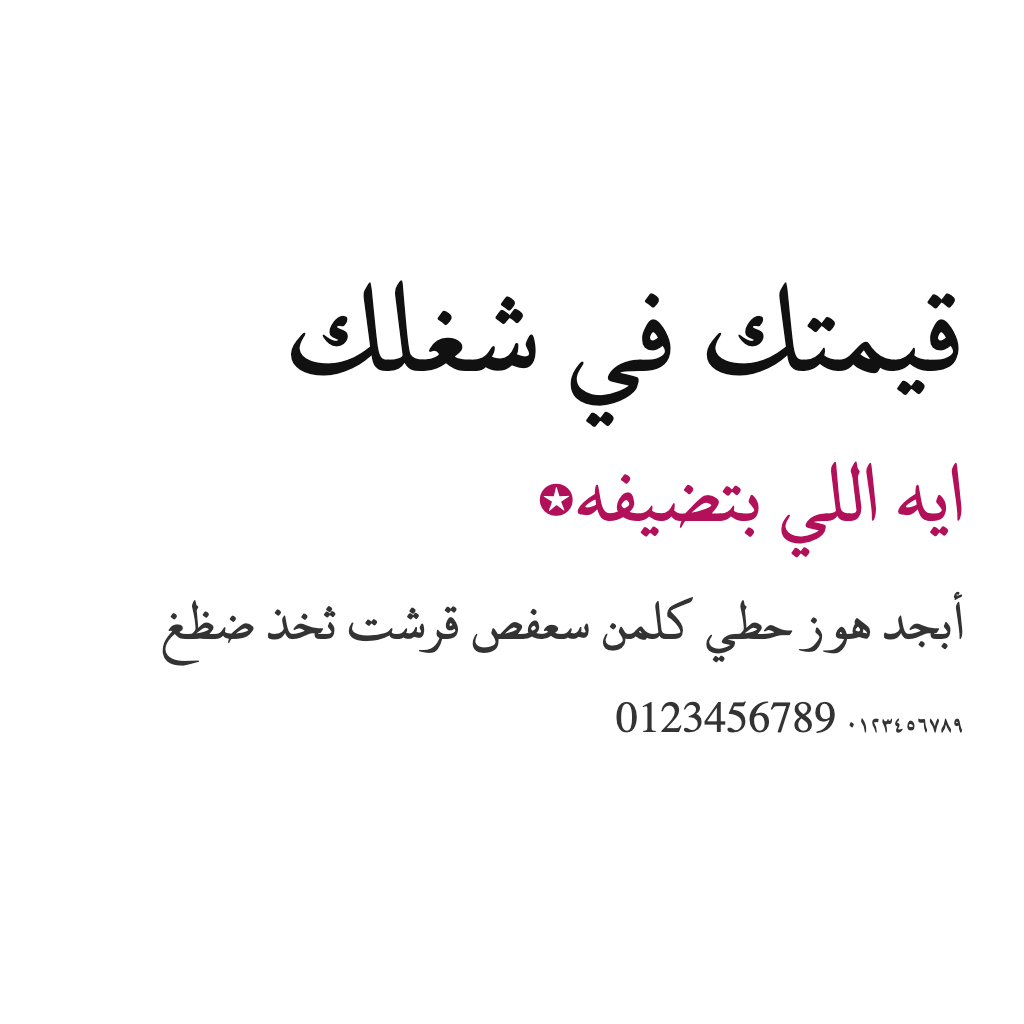 قيمتك في شغلك
ايه اللي بتضيفه✪
أبجد هوز حطي كلمن سعفص قرشت ثخذ ضظغ
٠١٢٣٤٥٦٧٨٩ 0123456789